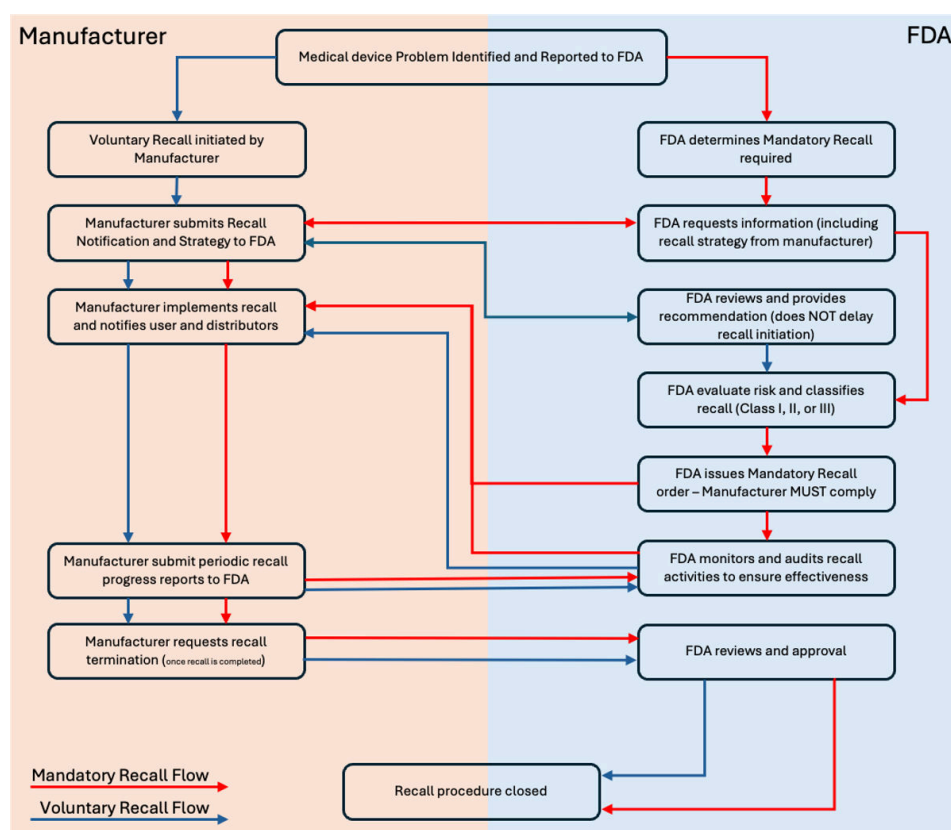 Manufacturer
FDA
Medical device Problem Identified and Reported to FDA
Voluntary Recall initiated by
Manufacturer
FDA determines Mandatory Recall
required
Manufacturer submits Recall
Notification and Strategy to FDA
FDA requests information (including
recall strategy from manufacturer)
Manufacturer implements recall
and notifies user and distributors
FDA reviews and provides
recommendation (does NOT delay
recall initiation)
FDA evaluate risk and classifies
recall (Class I, II, or III)
FDA issues Mandatory Recall
order – Manufacturer MUST comply
Manufacturer submit periodic recall
progress reports to FDA
FDA monitors and audits recall
activities to ensure effectiveness
Manufacturer requests recall
termination (once recall is completed)
FDA reviews and approval
Recall procedure closed
Mandatory Recall Flow
Voluntary Recall Flow